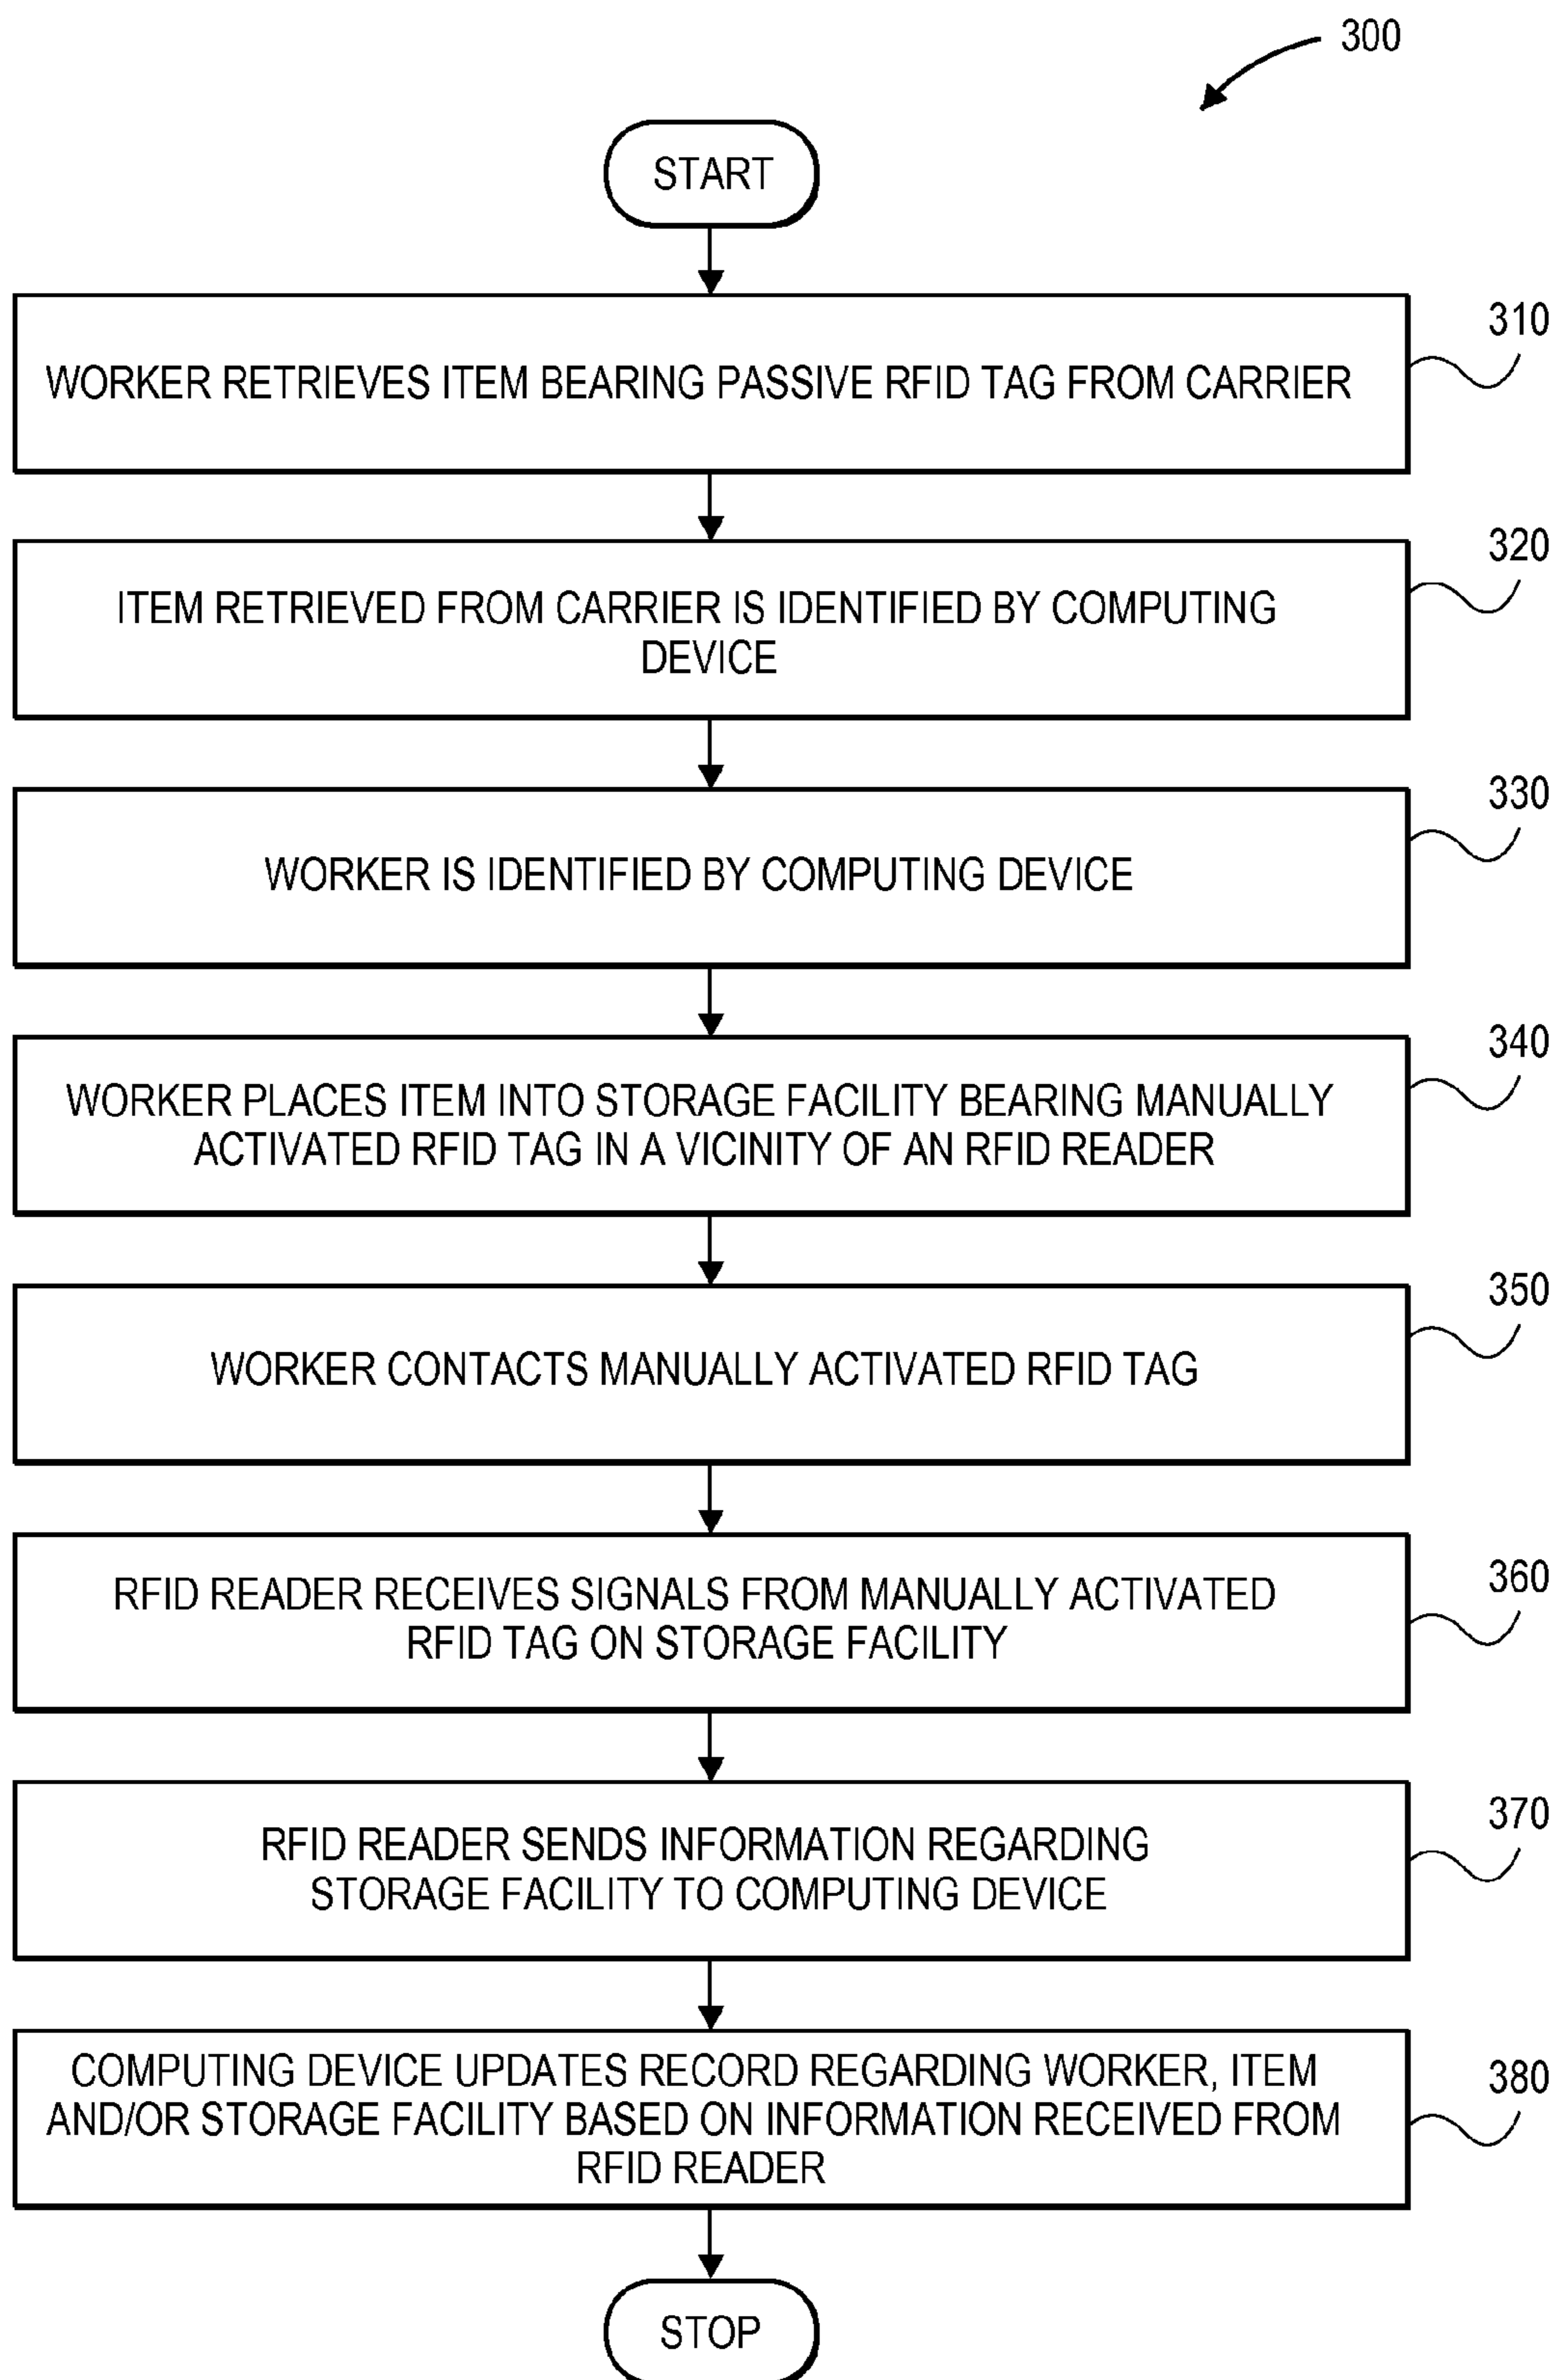 300
START
310
WORKER RETRIEVES ITEM BEARING PASSIVE RFID TAG FROM CARRIER
320
ITEM RETRIEVED FROM CARRIER IS IDENTIFIED BY COMPUTING
DEVICE
330
WORKER IS IDENTIFIED BY COMPUTING DEVICE
340
WORKER PLACES ITEM INTO STORAGE FACILITY BEARING MANUALLY
ACTIVATED RFID TAG IN A VICINITY OF AN RFID READER
350
WORKER CONTACTS MANUALLY ACTIVATED RFID TAG
360
RFID READER RECEIVES SIGNALS FROM MANUALLY ACTIVATED
RFID TAG ON STORAGE FACILITY
370
RFID READER SENDS INFORMATION REGARDING
STORAGE FACILITY TO COMPUTING DEVICE
380
COMPUTING DEVICE UPDATES RECORD REGARDING WORKER, ITEM
AND/OR STORAGE FACILITY BASED ON INFORMATION RECEIVED FROM
RFID READER
STOP